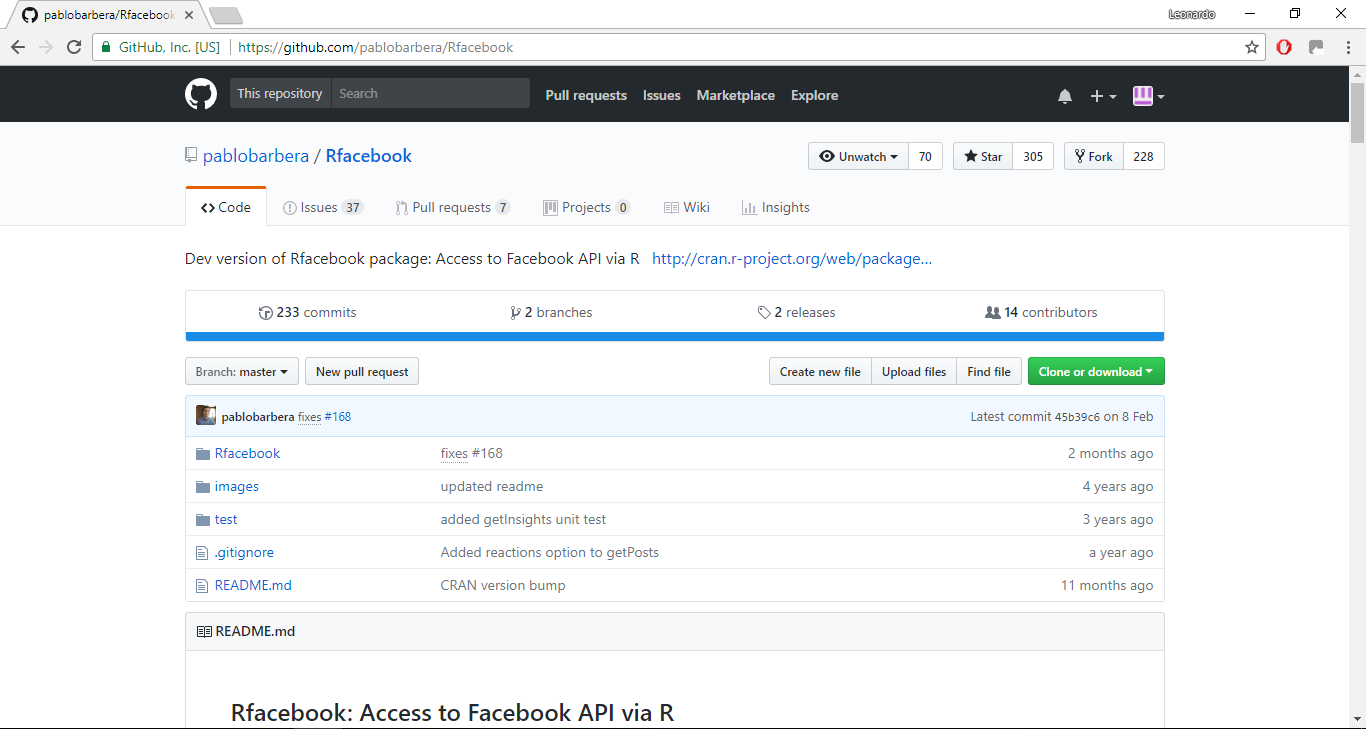 pablobarbera/Rfacebook
Leonardo
GitHub, Inc. [US] https://github.com/pablobarbera/Rfacebook
This repository Search Pull requests Issues Marketplace Explore
pablobarbera / Rfacebook Unwatch 70 Star 305 Fork 228
Code Issues 37 Pull requests 7 Projects 0 Wiki Insights
Dev version of Rfacebook package: Access to Facebook API via R http://cran.r-project.org/web/package...
233 commits 2 branches 2 releases 14 contributors
Branch: master New pull request Create new file Upload files Find file Clone or download
pablobarbera fixes #168 Latest commit 45b39c6 on 8 Feb
Rfacebook fixes #168 2 months ago
images updated readme 4 years ago
test added getInsights unit test 3 years ago
.gitignore Added reactions option to getPosts a year ago
README.md CRAN version bump 11 months ago
README.md
Rfacebook: Access to Facebook API via R